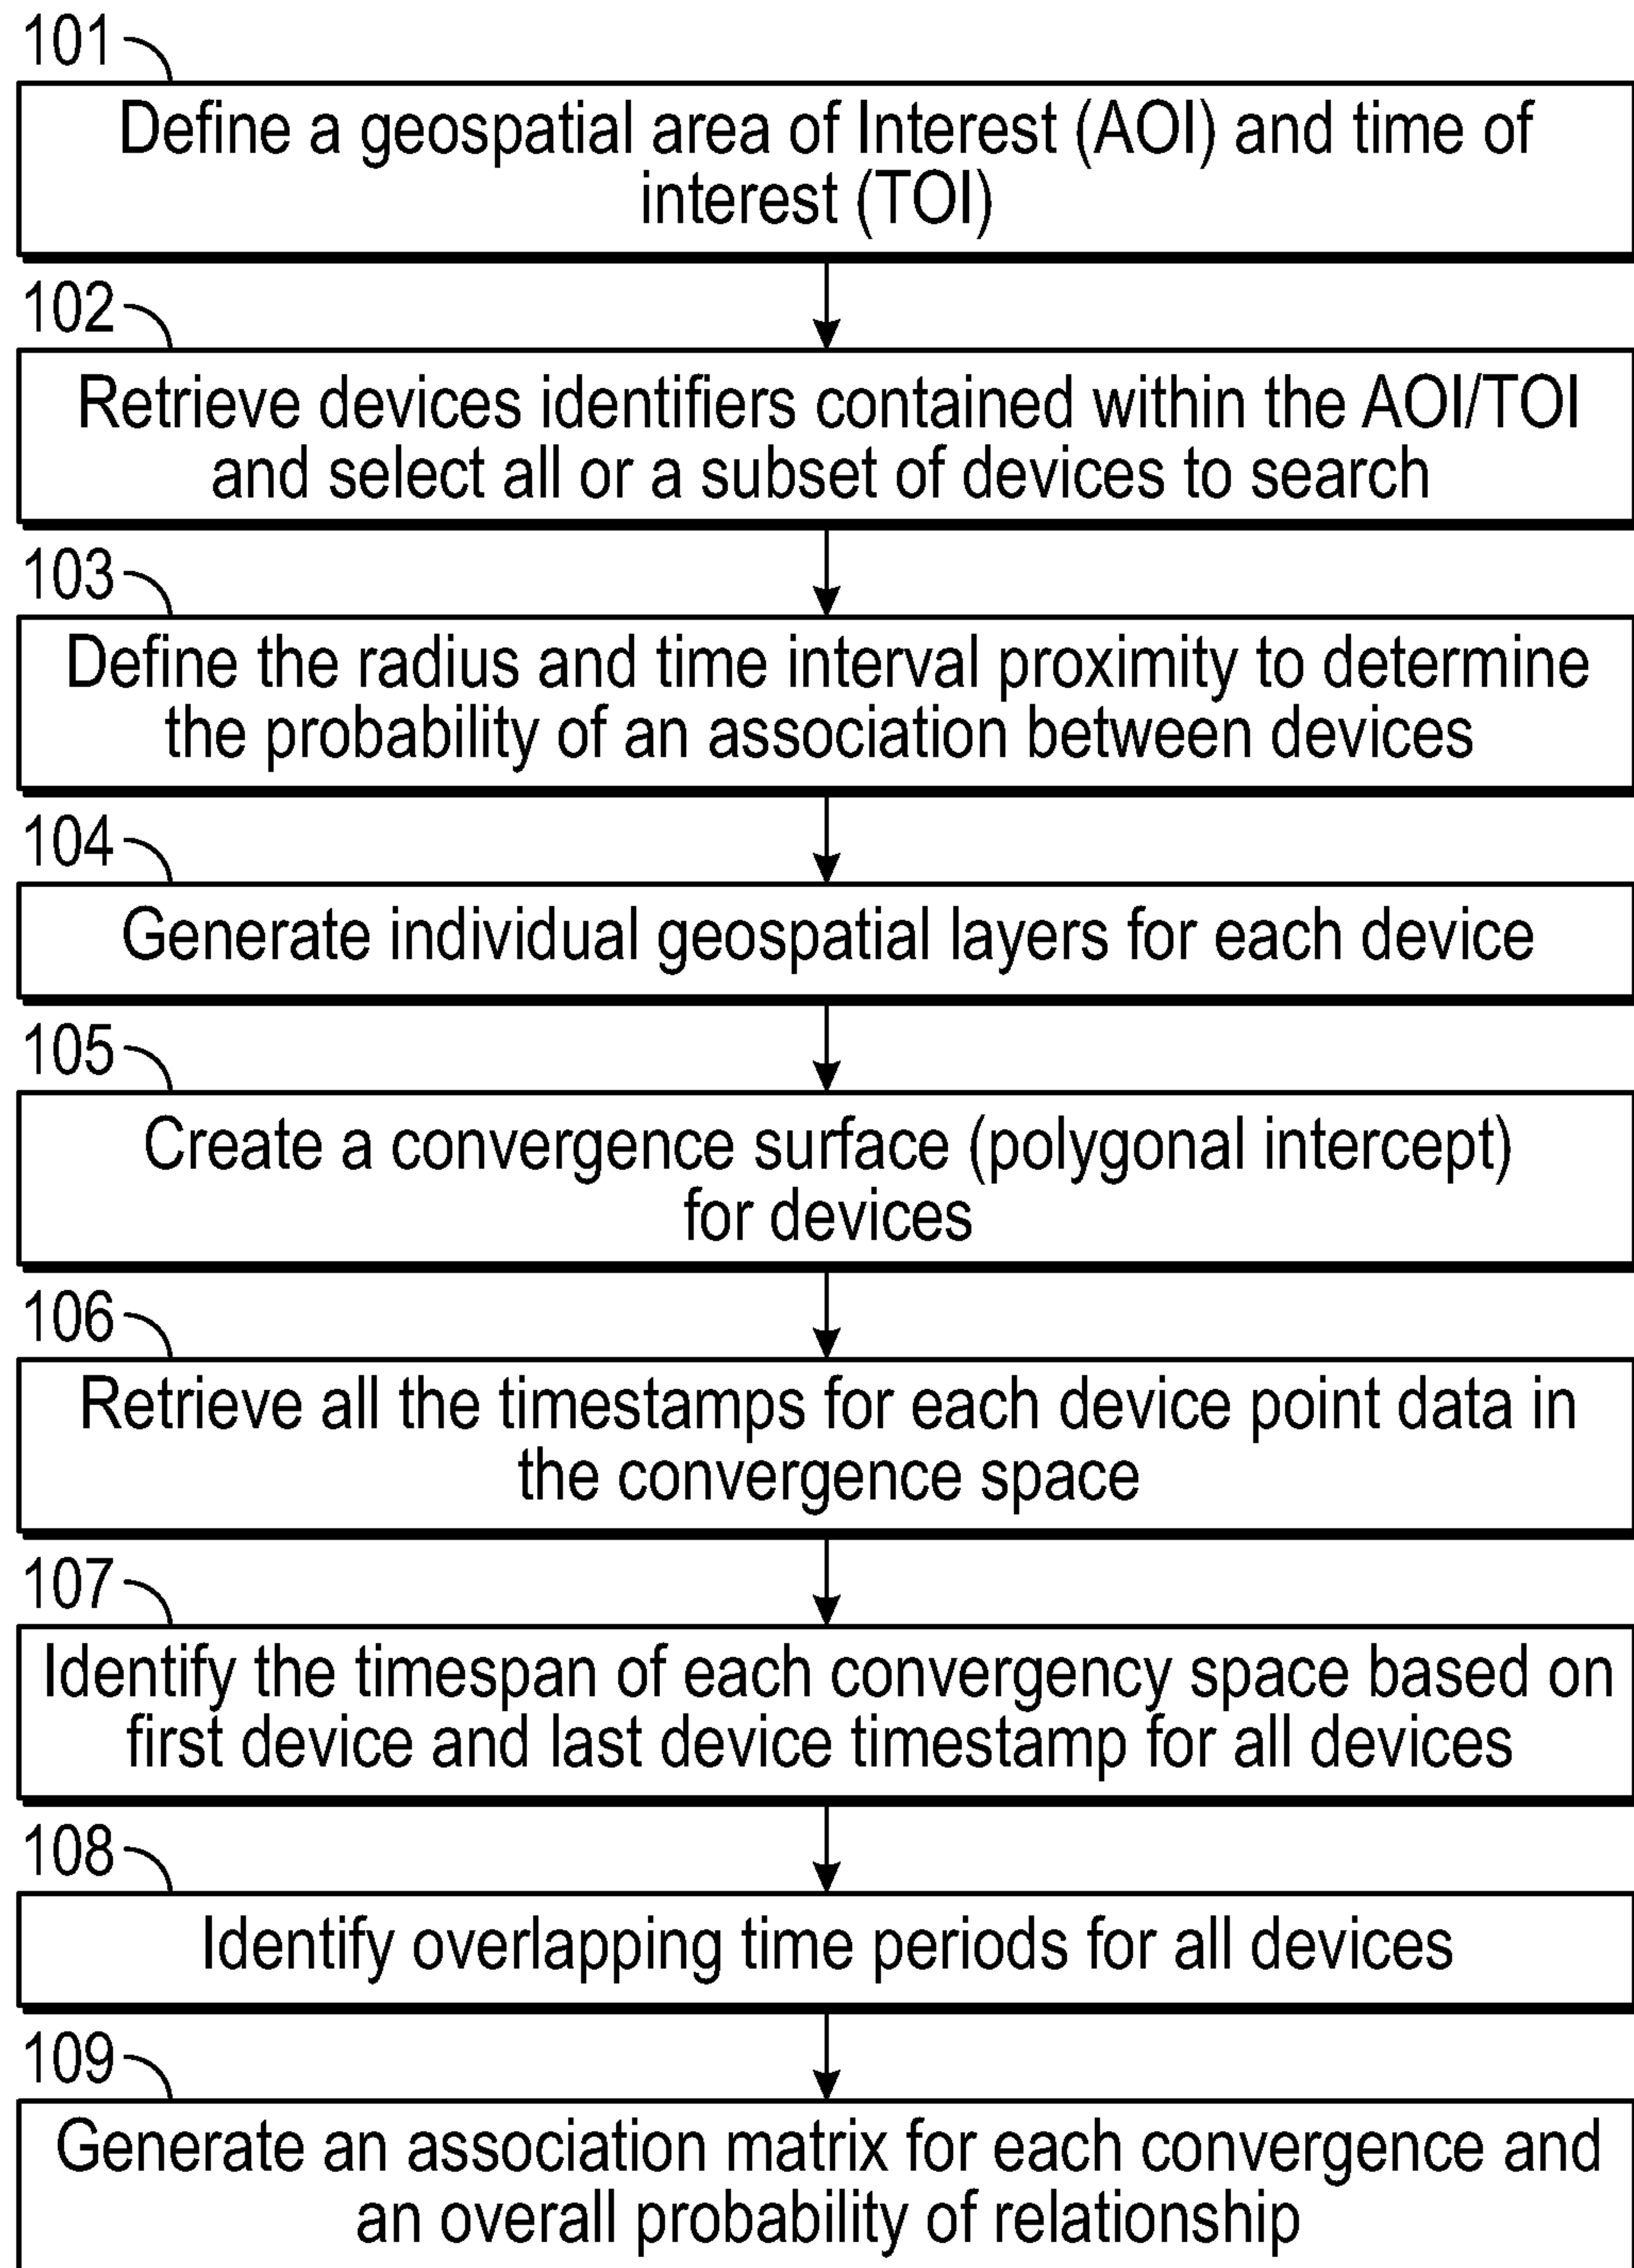 101
Define a geospatial area of Interest (AOI) and time of
interest (TOI)
102
Retrieve devices identifiers contained within the AOI/TOI
and select all or a subset of devices to search
103
Define the radius and time interval proximity to determine
the probability of an association between devices
104
Generate individual geospatial layers for each device
105
Create a convergence surface (polygonal intercept)
for devices
106
Retrieve all the timestamps for each device point data in
the convergence space
107
Identify the timespan of each convergency space based on
first device and last device timestamp for all devices
108
Identify overlapping time periods for all devices
109
Generate an association matrix for each convergence and
an overall probability of relationship